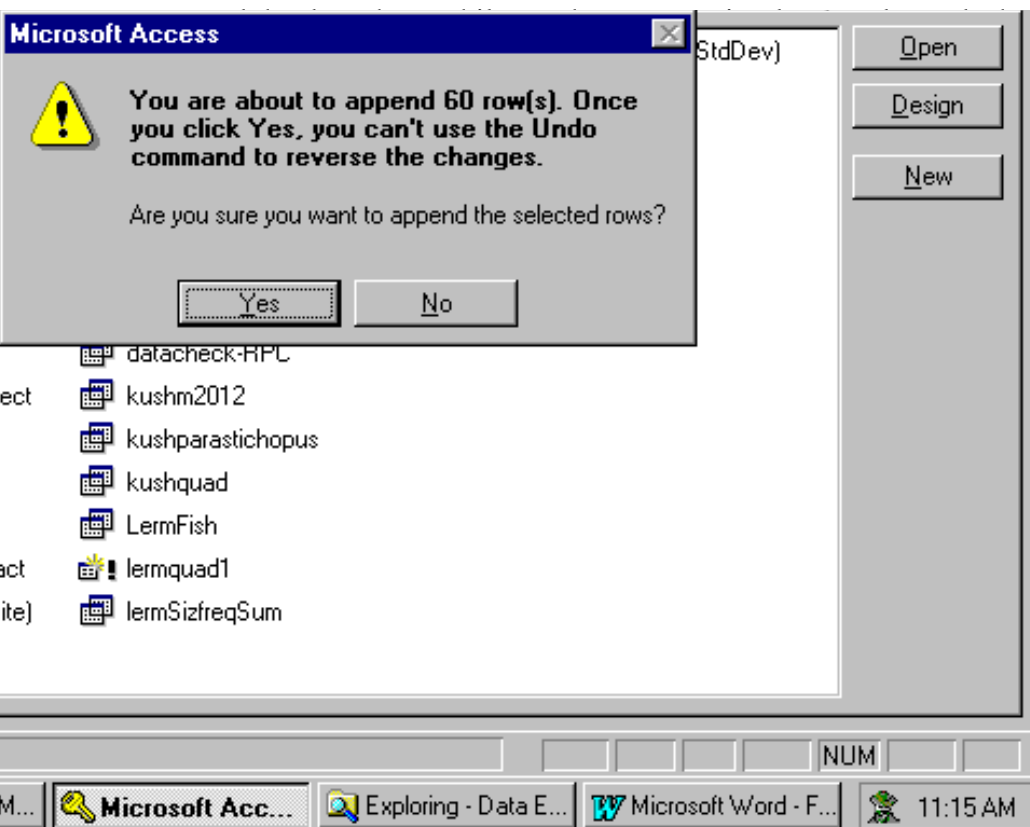 Microsoft Access
StdDev)
Open
You are about to append 60 row(s). Once
you click Yes, you can't use the Undo
command to reverse the changes.
Design
New
Are you sure you want to append the selected rows?
Yes
No
datacheck-RPC
ect
kushm2012
kushparastichopus
kushquad
LermFish
act
lermquad1
ite)
lermSizfreqSum
NUM
M...
Microsoft Acc...
Exploring - Data E...
Microsoft Word - F...
11:15 AM